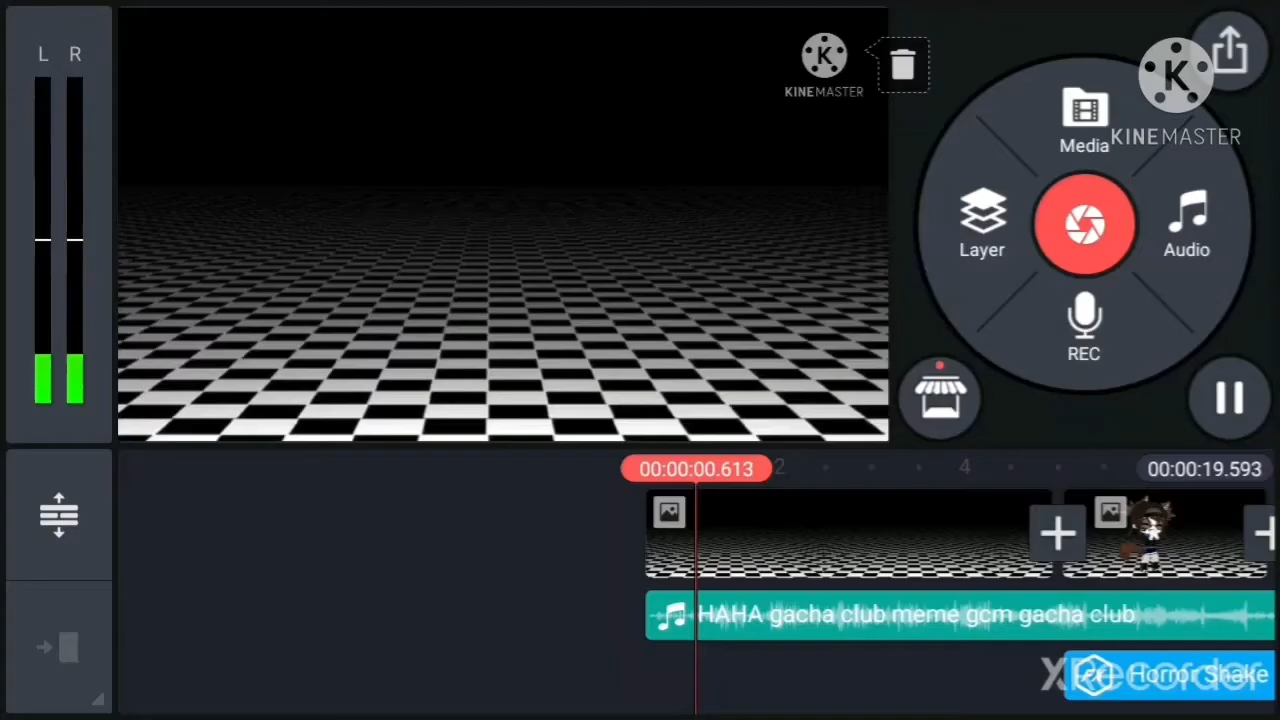 L R
KINEMASTER
Media
KINEMASTER
Layer
Audio
REC
00:00:00.613
2
4
00:00:19.593
HAHA gacha club meme gcm gacha club
XRecorder
Horror Shake